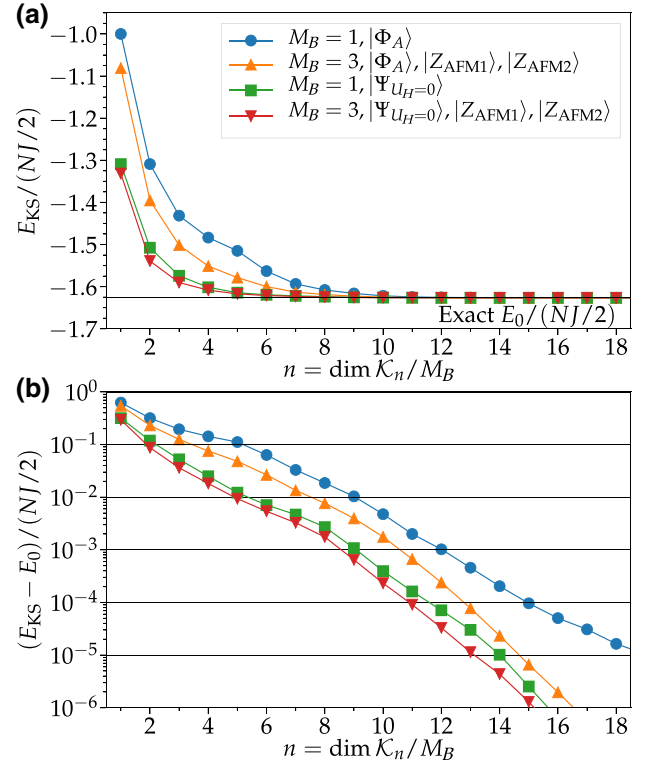 (a)
M_B = 1, |Φ_A⟩
M_B = 3, |Φ_A⟩, |Z_AFM1⟩, |Z_AFM2⟩
M_B = 1, |Ψ_{U_H=0}⟩
M_B = 3, |Ψ_{U_H=0}⟩, |Z_AFM1⟩, |Z_AFM2⟩
E_KS/(NJ/2)
−1.0
−1.1
−1.2
−1.3
−1.4
−1.5
−1.6
−1.7
Exact E_0/(NJ/2)
2 4 6 8 10 12 14 16 18
n = dim 𝒦_n/M_B
(b)
(E_KS − E_0)/(NJ/2)
10^0
10^−1
10^−2
10^−3
10^−4
10^−5
10^−6
2 4 6 8 10 12 14 16 18
n = dim 𝒦_n/M_B